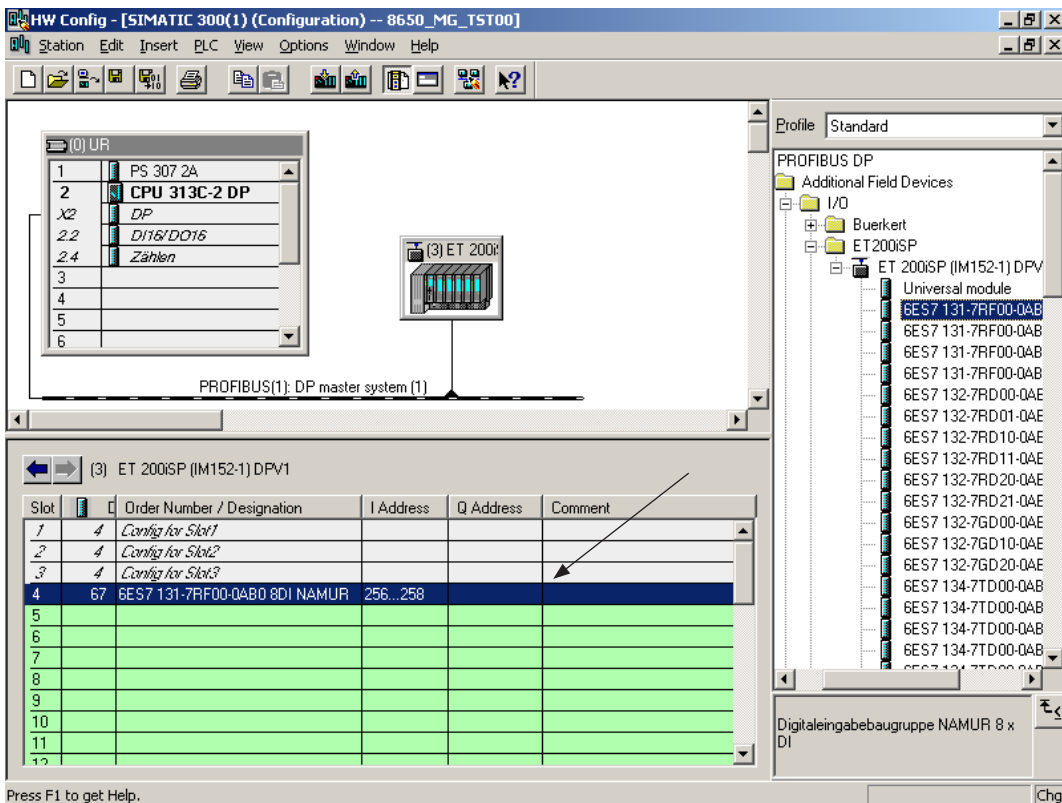 HW Config - [SIMATIC 300(1) (Configuration) -- 8650_MG_TST00]
Station Edit Insert PLC View Options Window Help
(0) UR
1 PS 307 2A
2 CPU 313C-2 DP
X2 DP
2.2 DI16/DO16
2.4 Zählen
3
4
5
6
(3) ET 200i
PROFIBUS(1): DP master system (1)
Profile Standard
PROFIBUS DP
Additional Field Devices
I/O
Buerkert
ET200iSP
ET 200iSP (IM152-1) DPV
Universal module
6ES7 131-7RF00-0AB
6ES7 131-7RF00-0AB
6ES7 131-7RF00-0AB
6ES7 131-7RF00-0AB
6ES7 132-7RD00-0AE
6ES7 132-7RD01-0AE
6ES7 132-7RD10-0AE
6ES7 132-7RD11-0AE
6ES7 132-7RD20-0AE
6ES7 132-7RD21-0AE
6ES7 132-7GD00-0AE
6ES7 132-7GD10-0AE
6ES7 132-7GD20-0AE
6ES7 134-7TD00-0AB
6ES7 134-7TD00-0AB
6ES7 134-7TD00-0AB
6ES7 134-7TD00-0AB
Digitaleingabebaugruppe NAMUR 8 x
DI
(3) ET 200iSP (IM152-1) DPV1
Slot D Order Number / Designation I Address Q Address Comment
1 4 Config for Slot1
2 4 Config for Slot2
3 4 Config for Slot3
4 67 6ES7 131-7RF00-0AB0 8DI NAMUR 256...258
5
6
7
8
9
10
11
12
Press F1 to get Help.
Chg